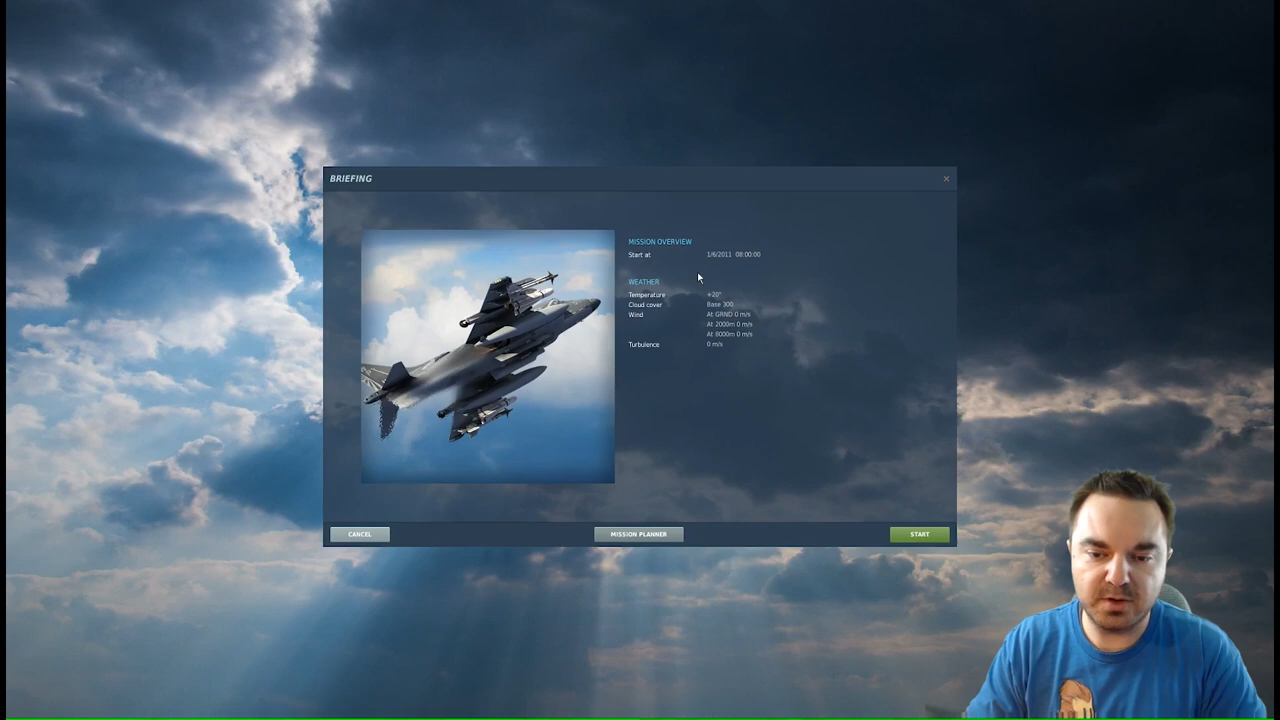 BRIEFING
MISSION OVERVIEW
Start at 1/6/2011 08:00:00
WEATHER
Temperature +20°
Cloud cover Base 300
Wind At GRND 0 m/s
At 2000m 0 m/s
At 8000m 0 m/s
Turbulence 0 m/s
CANCEL
MISSION PLANNER
START